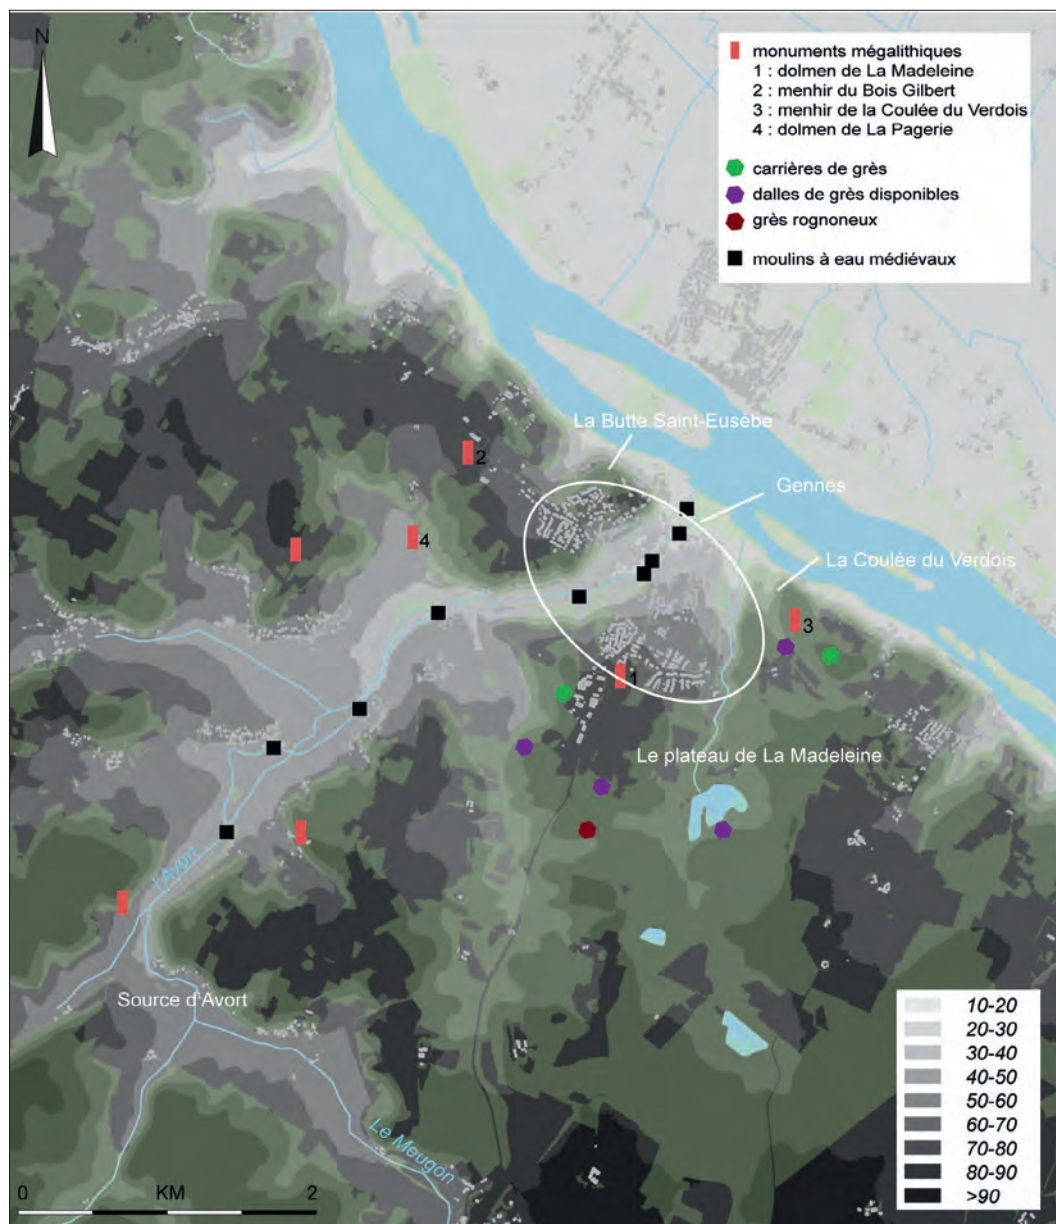 N
monuments mégalithiques
1 : dolmen de La Madeleine
2 : menhir du Bois Gilbert
3 : menhir de la Coulée du Verdois
4 : dolmen de La Pagerie
carrières de grès
dalles de grès disponibles
grès rognoneux
moulins à eau médiévaux
La Butte Saint-Eusèbe
2
Gennes
4
La Coulée du Verdois
3
1
Le plateau de La Madeleine
l'Avort
Source d'Avort
Le Meugon
10-20
20-30
30-40
40-50
50-60
60-70
70-80
80-90
>90
0 KM 2